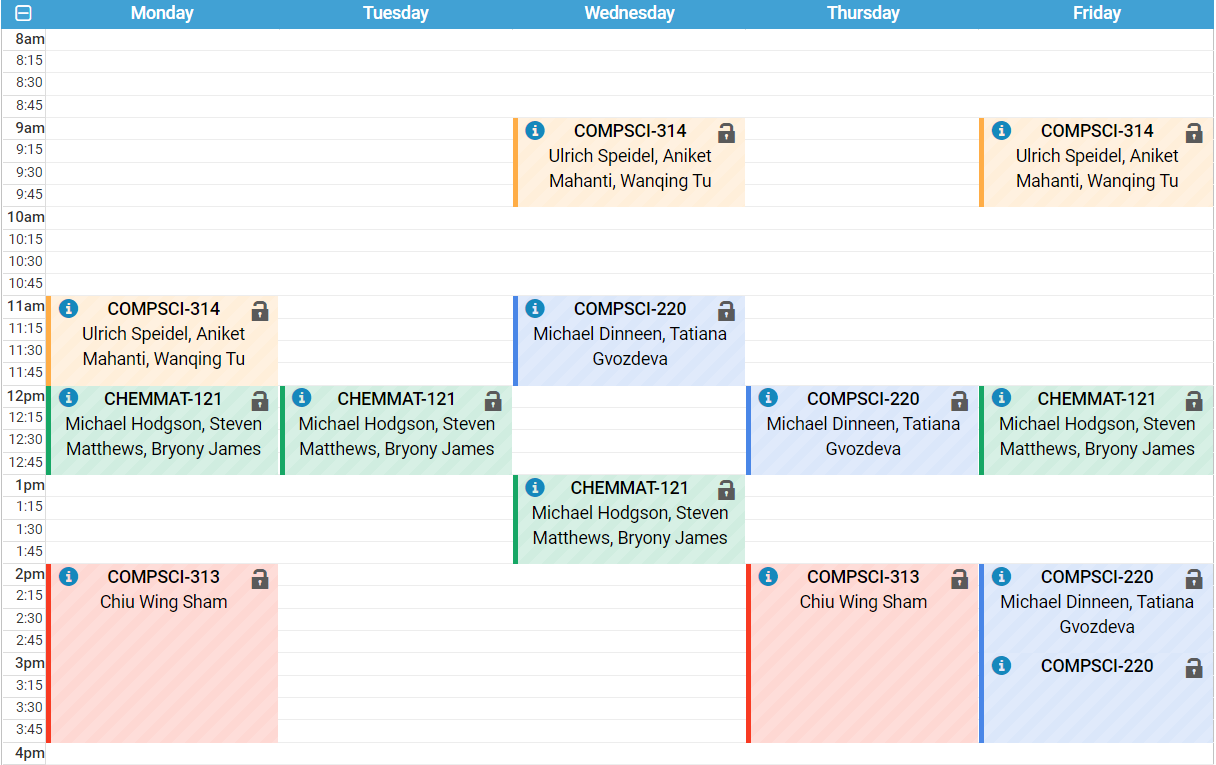 Monday Tuesday Wednesday Thursday Friday
8am
8:15
8:30
8:45
9am
COMPSCI-314
Ulrich Speidel, Aniket
Mahanti, Wanqing Tu
COMPSCI-314
Ulrich Speidel, Aniket
Mahanti, Wanqing Tu
9:15
9:30
9:45
10am
10:15
10:30
10:45
11am
COMPSCI-314
Ulrich Speidel, Aniket
Mahanti, Wanqing Tu
COMPSCI-220
Michael Dinneen, Tatiana
Gvozdeva
11:15
11:30
11:45
12pm
CHEMMAT-121
Michael Hodgson, Steven
Matthews, Bryony James
CHEMMAT-121
Michael Hodgson, Steven
Matthews, Bryony James
COMPSCI-220
Michael Dinneen, Tatiana
Gvozdeva
CHEMMAT-121
Michael Hodgson, Steven
Matthews, Bryony James
12:15
12:30
12:45
1pm
CHEMMAT-121
Michael Hodgson, Steven
Matthews, Bryony James
1:15
1:30
1:45
2pm
COMPSCI-313
Chiu Wing Sham
COMPSCI-313
Chiu Wing Sham
COMPSCI-220
Michael Dinneen, Tatiana
Gvozdeva
2:15
2:30
2:45
3pm
COMPSCI-220
3:15
3:30
3:45
4pm